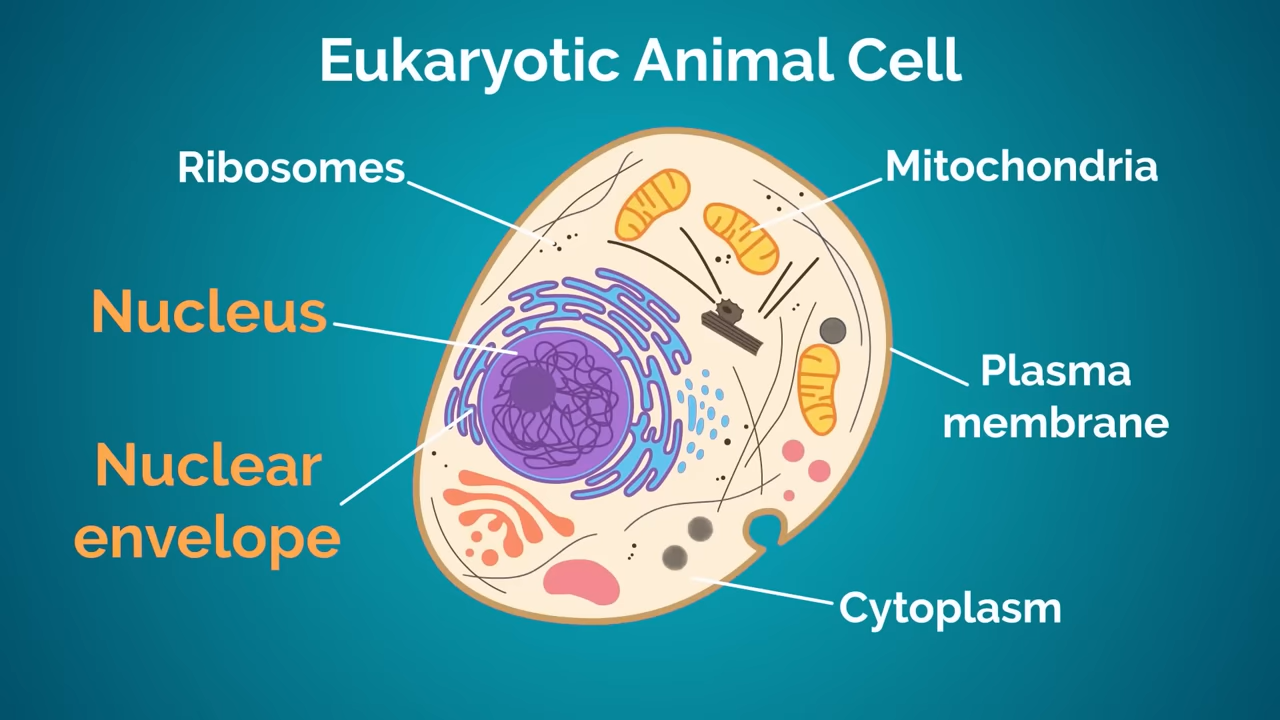 Eukaryotic Animal Cell
Ribosomes
Mitochondria
Nucleus
Plasma
membrane
Nuclear
envelope
Cytoplasm